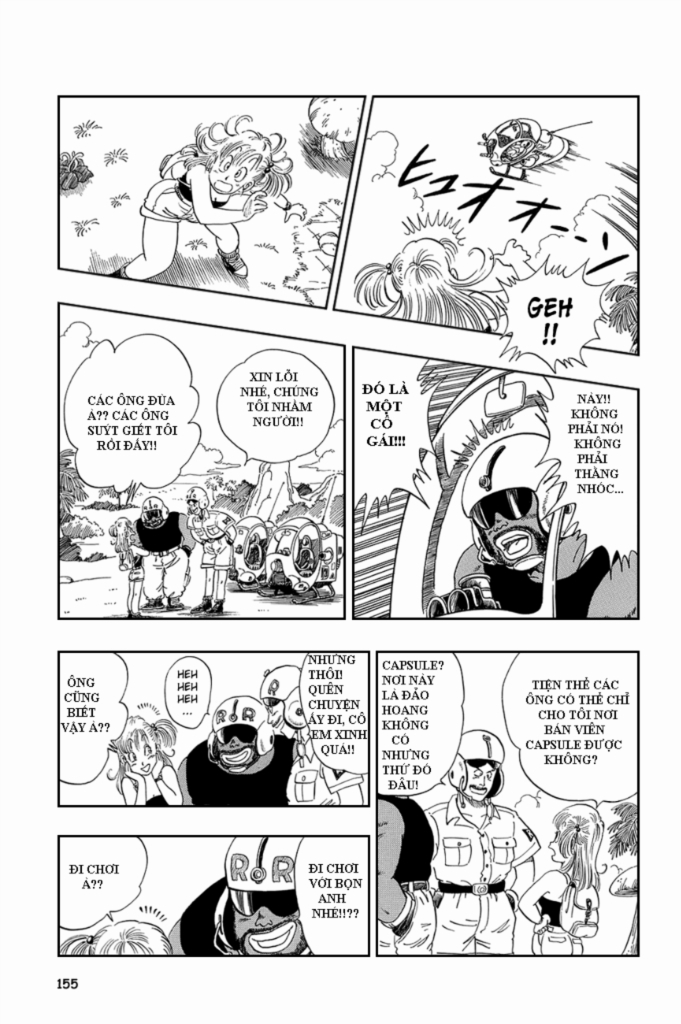 ヒュオオーーン
GEH
!!
CÁC ÔNG ĐÙA
À?? CÁC ÔNG
SUÝT GIẾT TÔI
RỒI ĐẤY!!
XIN LỖI
NHÉ, CHÚNG
TÔI NHẦM
NGƯỜI!!
ĐÓ LÀ
MỘT
CÔ
GÁI!!!
NÀY!!
KHÔNG
PHẢI NÓ!
KHÔNG
PHẢI
THẰNG
NHÓC...
ÔNG
CŨNG
BIẾT
VẬY À??
HEH
HEH
HEH
...
NHƯNG
THÔI!
QUÊN
CHUYỆN
ẤY ĐI, CÔ
EM XINH
QUÁ!!
R R
CAPSULE?
NƠI NÀY
LÀ ĐẢO
HOANG
KHÔNG
CÓ
NHƯNG
THỨ ĐÓ
ĐÂU!
TIỆN THỂ CÁC
ÔNG CÓ THỂ CHỈ
CHO TÔI NƠI
BÁN VIÊN
CAPSULE ĐƯỢC
KHÔNG?
ĐI CHƠI
À??
R R
ĐI CHƠI
VỚI BỌN
ANH
NHÉ!!??
155